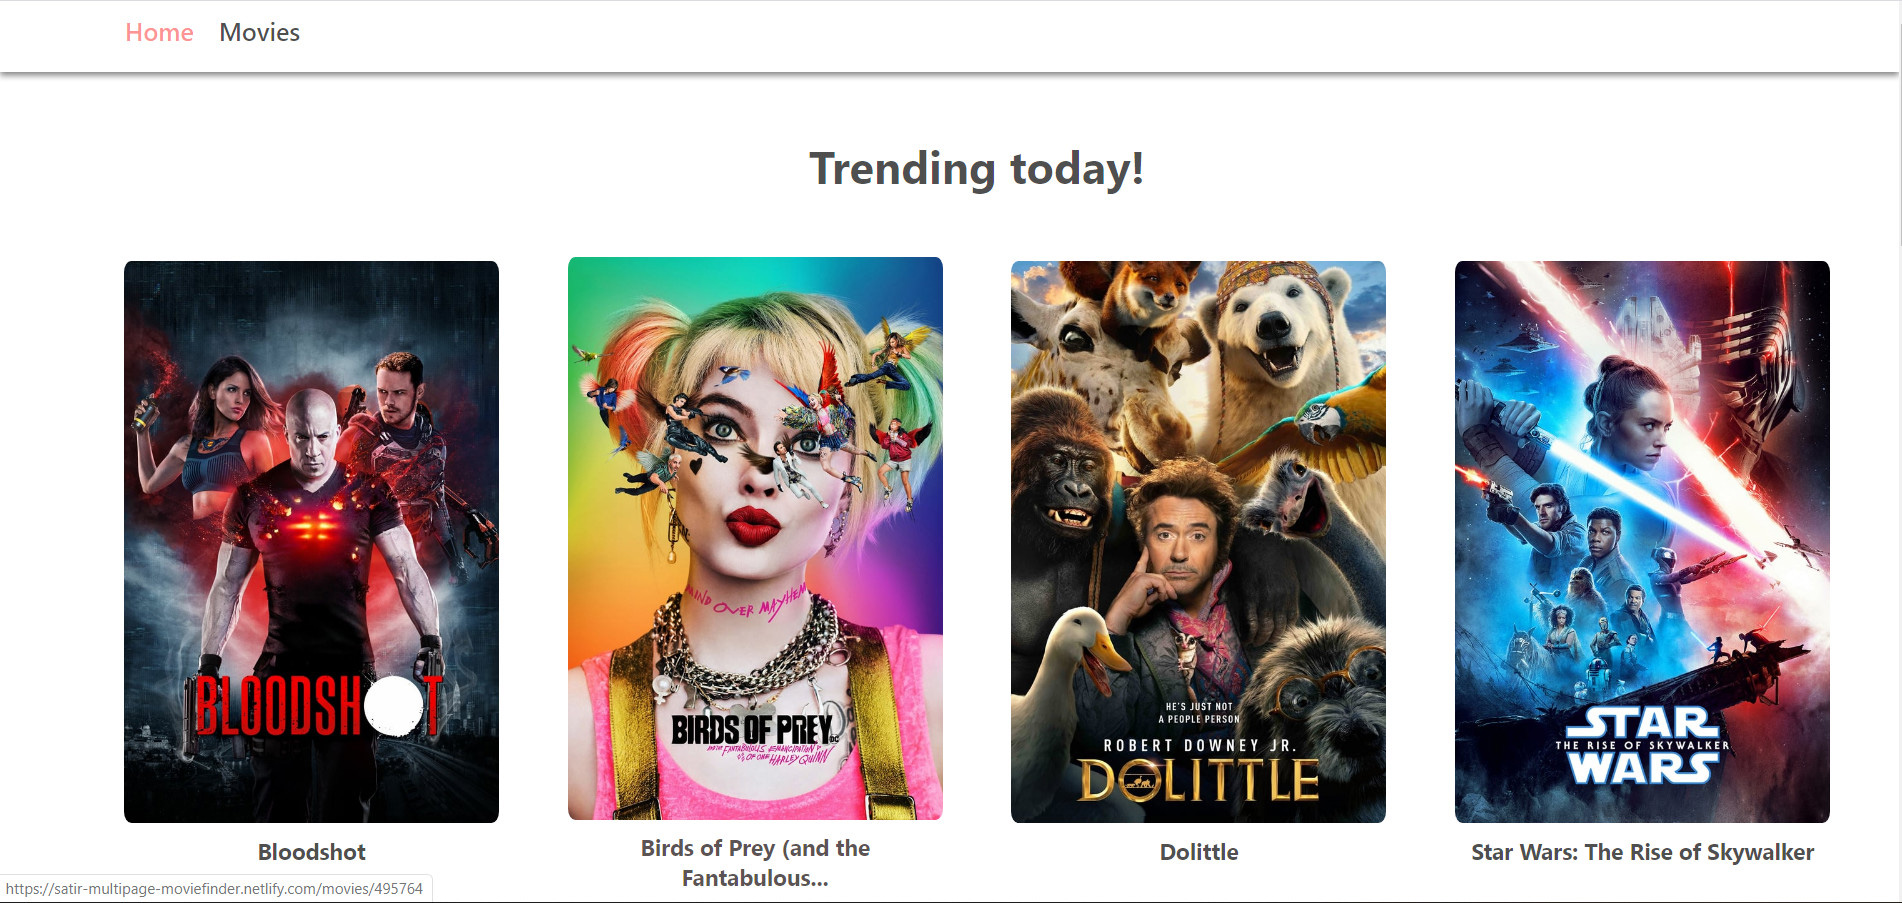 Home Movies
Trending today!
BLOODSHOT
MIND OVER MAYHEM
BIRDS OF PREY
DC
AND THE FANTABULOUS EMANCIPATION
OF ONE HARLEY QUINN
HE'S JUST NOT
A PEOPLE PERSON
ROBERT DOWNEY JR.
DOLITTLE
STAR
THE RISE OF SKYWALKER
WARS
Bloodshot
Birds of Prey (and the
Fantabulous...
Dolittle
Star Wars: The Rise of Skywalker
https://satir-multipage-moviefinder.netlify.com/movies/495764